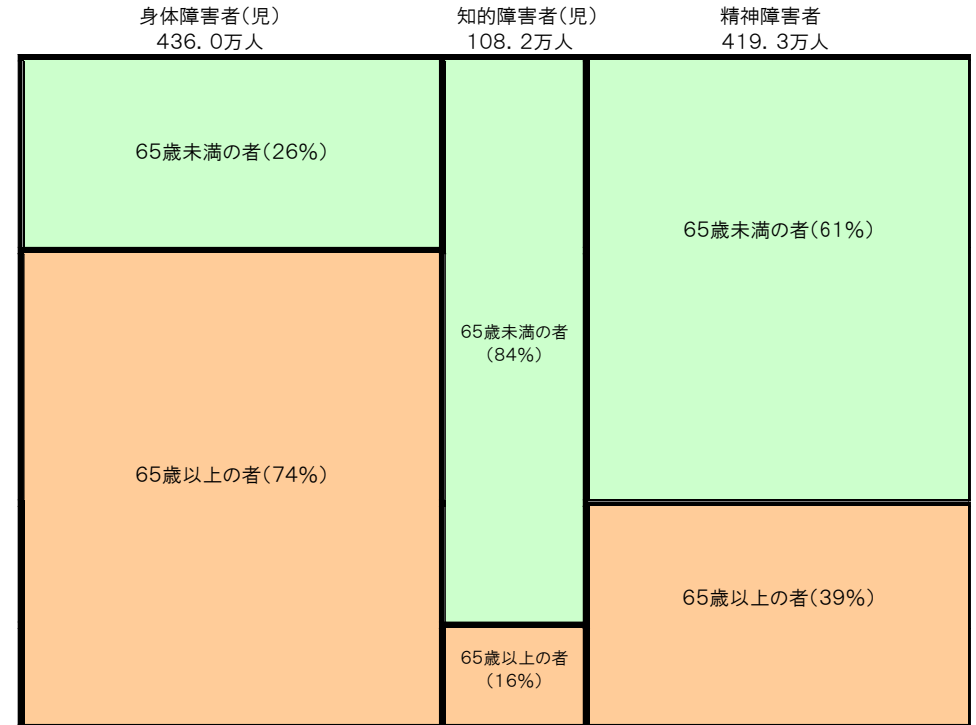 身体障害者(児)
436.0万人
知的障害者(児)
108.2万人
精神障害者
419.3万人
65歳未満の者(26%)
65歳以上の者(74%)
65歳未満の者
(84%)
65歳以上の者
(16%)
65歳未満の者(61%)
65歳以上の者(39%)